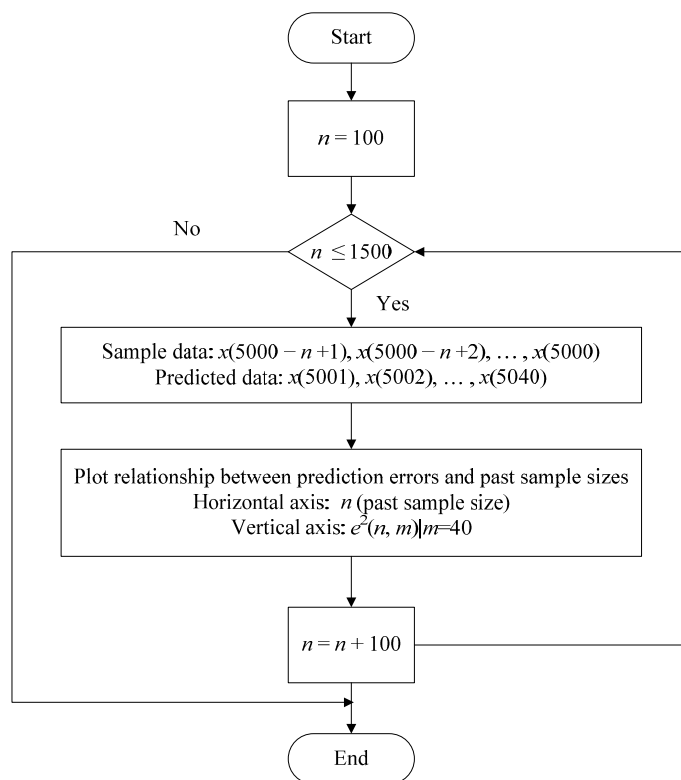 Start
n = 100
No
n ≤ 1500
Yes
Sample data: x(5000 − n +1), x(5000 − n +2), … , x(5000)
Predicted data: x(5001), x(5002), … , x(5040)
Plot relationship between prediction errors and past sample sizes
Horizontal axis: n (past sample size)
Vertical axis: e²(n, m)|m=40
n = n + 100
End